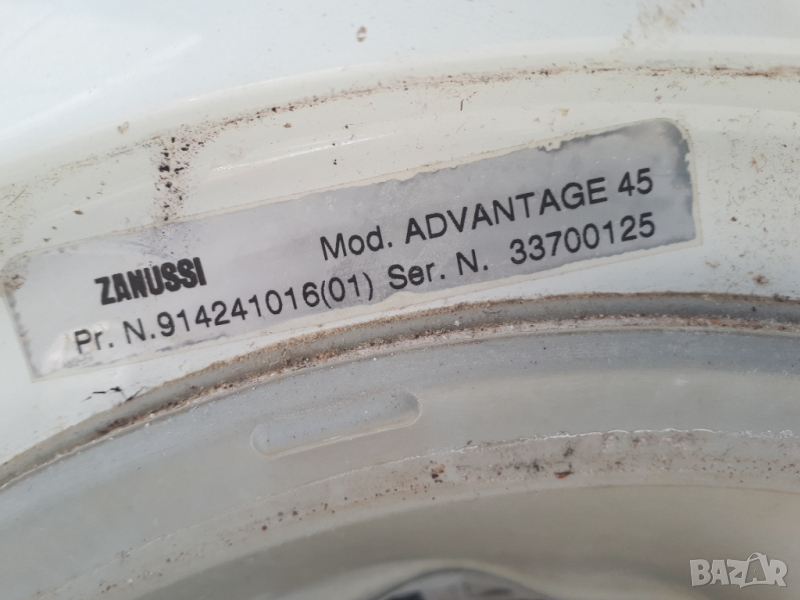 ZANUSSI Mod. ADVANTAGE 45
Pr. N.914241016(01) Ser. N. 33700125
BAZAR